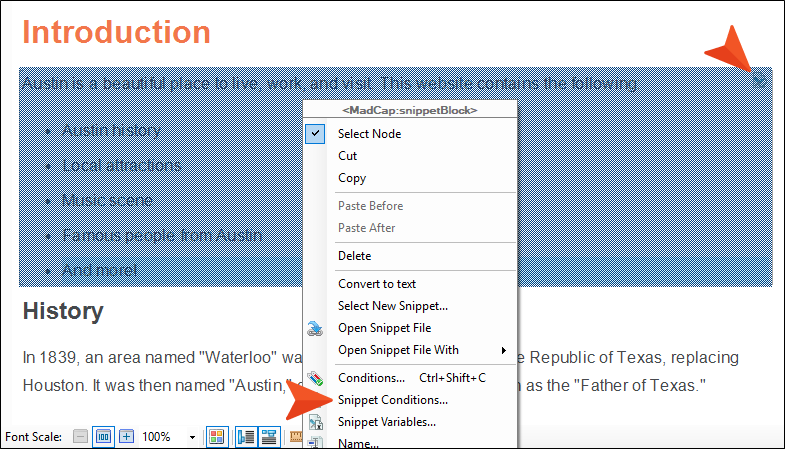 Introduction
Austin is a beautiful place to live, work, and visit. This website contains the following:
<MadCap:snippetBlock>
• Austin history
• Local attractions
• Music scene
• Famous people from Austin
• And more!
Select Node
Cut
Copy
Paste Before
Paste After
Delete
Convert to text
Select New Snippet...
Open Snippet File
Open Snippet File With
Conditions... Ctrl+Shift+C
Snippet Conditions...
Snippet Variables...
Name...
History
In 1839, an area named "Waterloo" wa
e Republic of Texas, replacing
Houston. It was then named "Austin,"
n as the "Father of Texas."
Font Scale: 100 100%